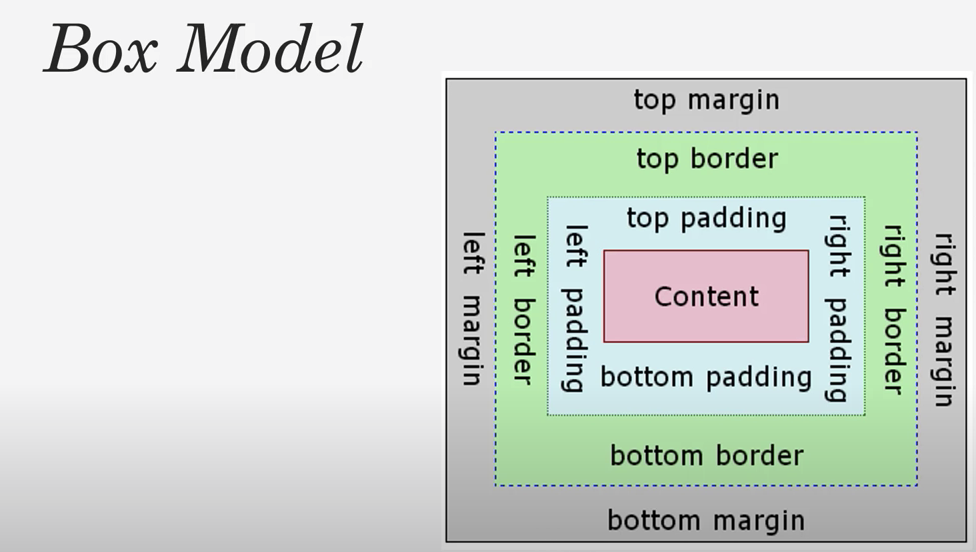 Box Model
top margin
top border
top padding
left margin
left border
left padding
Content
right padding
right border
right margin
bottom padding
bottom border
bottom margin